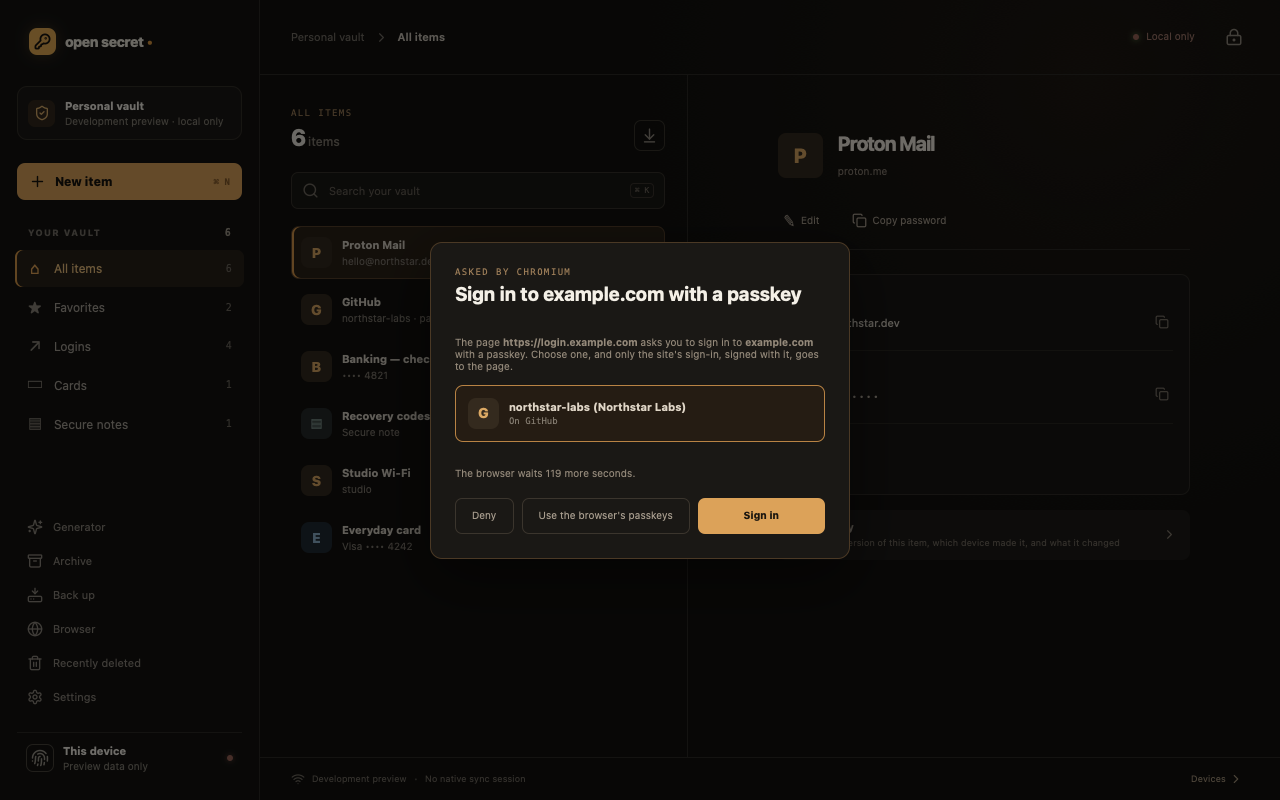 open secret
Personal vault
Development preview · local only
New item
⌘ N
YOUR VAULT 6
All items 6
Favorites 2
Logins 4
Cards 1
Secure notes 1
Generator
Archive
Back up
Browser
Recently deleted
Settings
This device
Preview data only
Personal vault > All items
Local only
ALL ITEMS
6 items
Search your vault
⌘ K
P
Proton Mail
G
GitHub
northstar-labs ·
B
Banking —
•••• 4821
Recovery codes
Secure note
S
Studio Wi-Fi
studio
E
Everyday card
Visa •••• 4242
P
Proton Mail
proton.me
Edit
Copy password
ersion of this item, which device made it, and what it changed
ASKED BY CHROMIUM
Sign in to example.com with a passkey
The page https://login.example.com asks you to sign in to example.com
with a passkey. Choose one, and only the site's sign-in, signed with it, goes
to the page.
G
northstar-labs (Northstar Labs)
On GitHub
The browser waits 119 more seconds.
Deny
Use the browser's passkeys
Sign in
Development preview · No native sync session
Devices